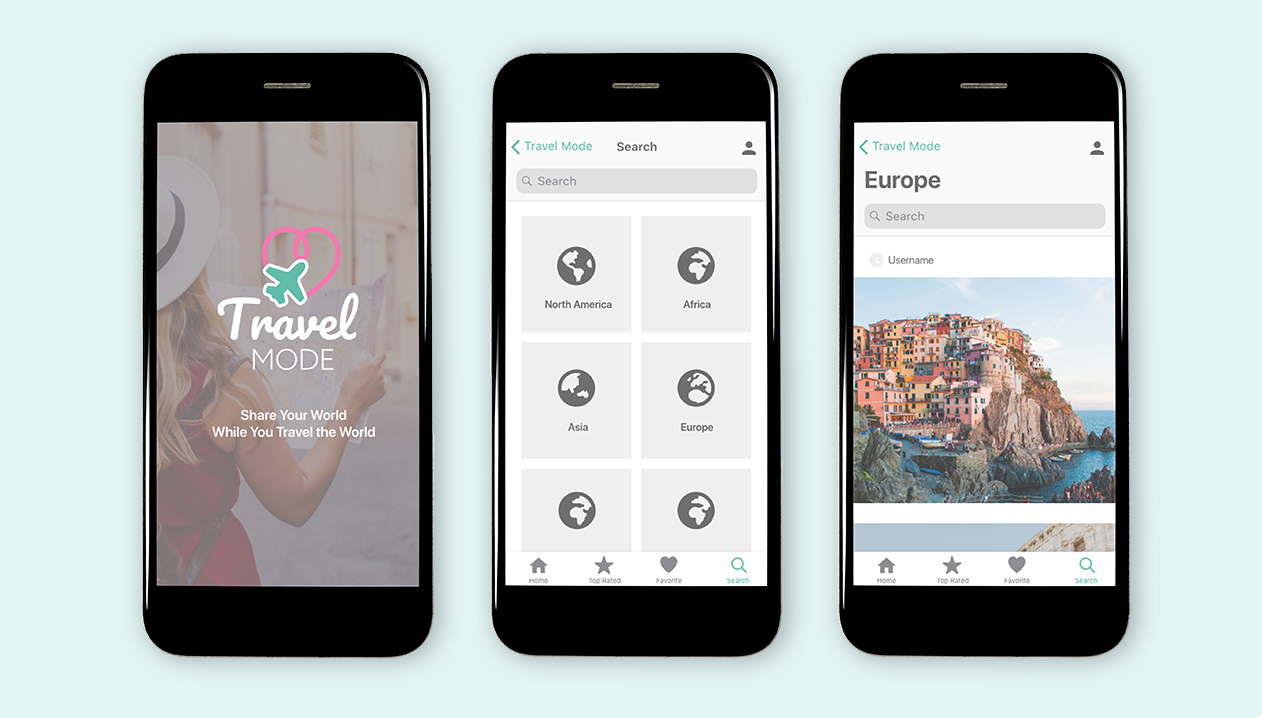 Travel
MODE
Share Your World
While You Travel the World
Travel Mode
Search
Search
North America
Africa
Asia
Europe
Home
Top Rated
Favorite
Search
Travel Mode
Europe
Search
Username
Home
Top Rated
Favorite
Search